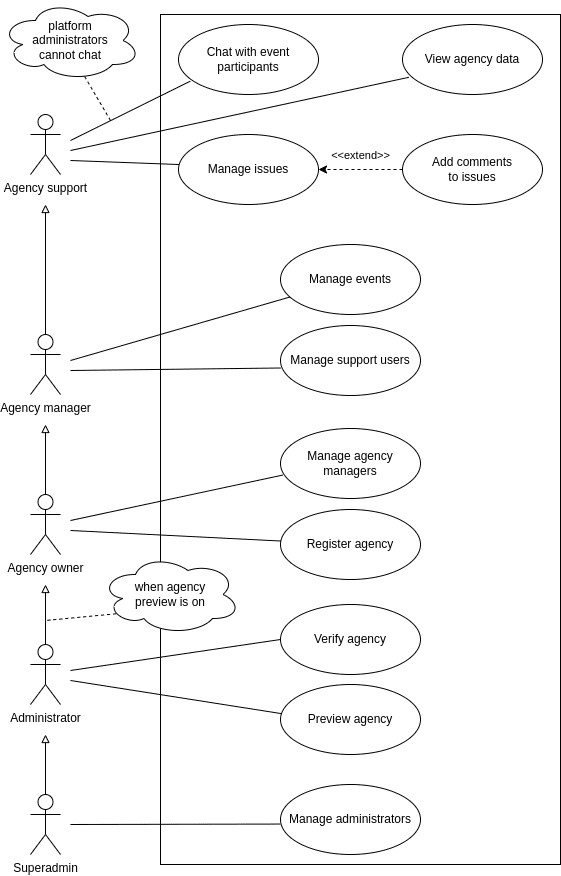 platform
administrators
cannot chat
Chat with event
participants
View agency data
Agency support
Manage issues
<<extend>>
Add comments
to issues
Manage events
Manage support users
Agency manager
Manage agency
managers
Register agency
Agency owner
when agency
preview is on
Verify agency
Preview agency
Administrator
Manage administrators
Superadmin